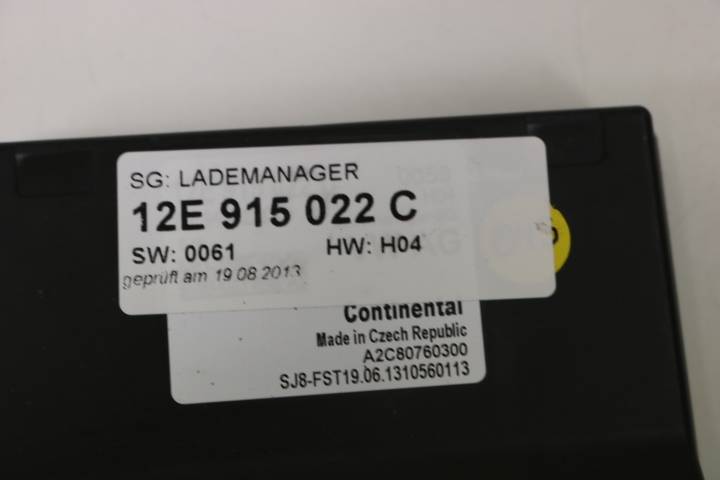 SG: LADEMANAGER
12E 915 022 C
SW: 0061 HW: H04
geprüft am 19.08.2013
Continental
Made in Czech Republic
A2C80760300
SJ8-FST19.06.1310560113